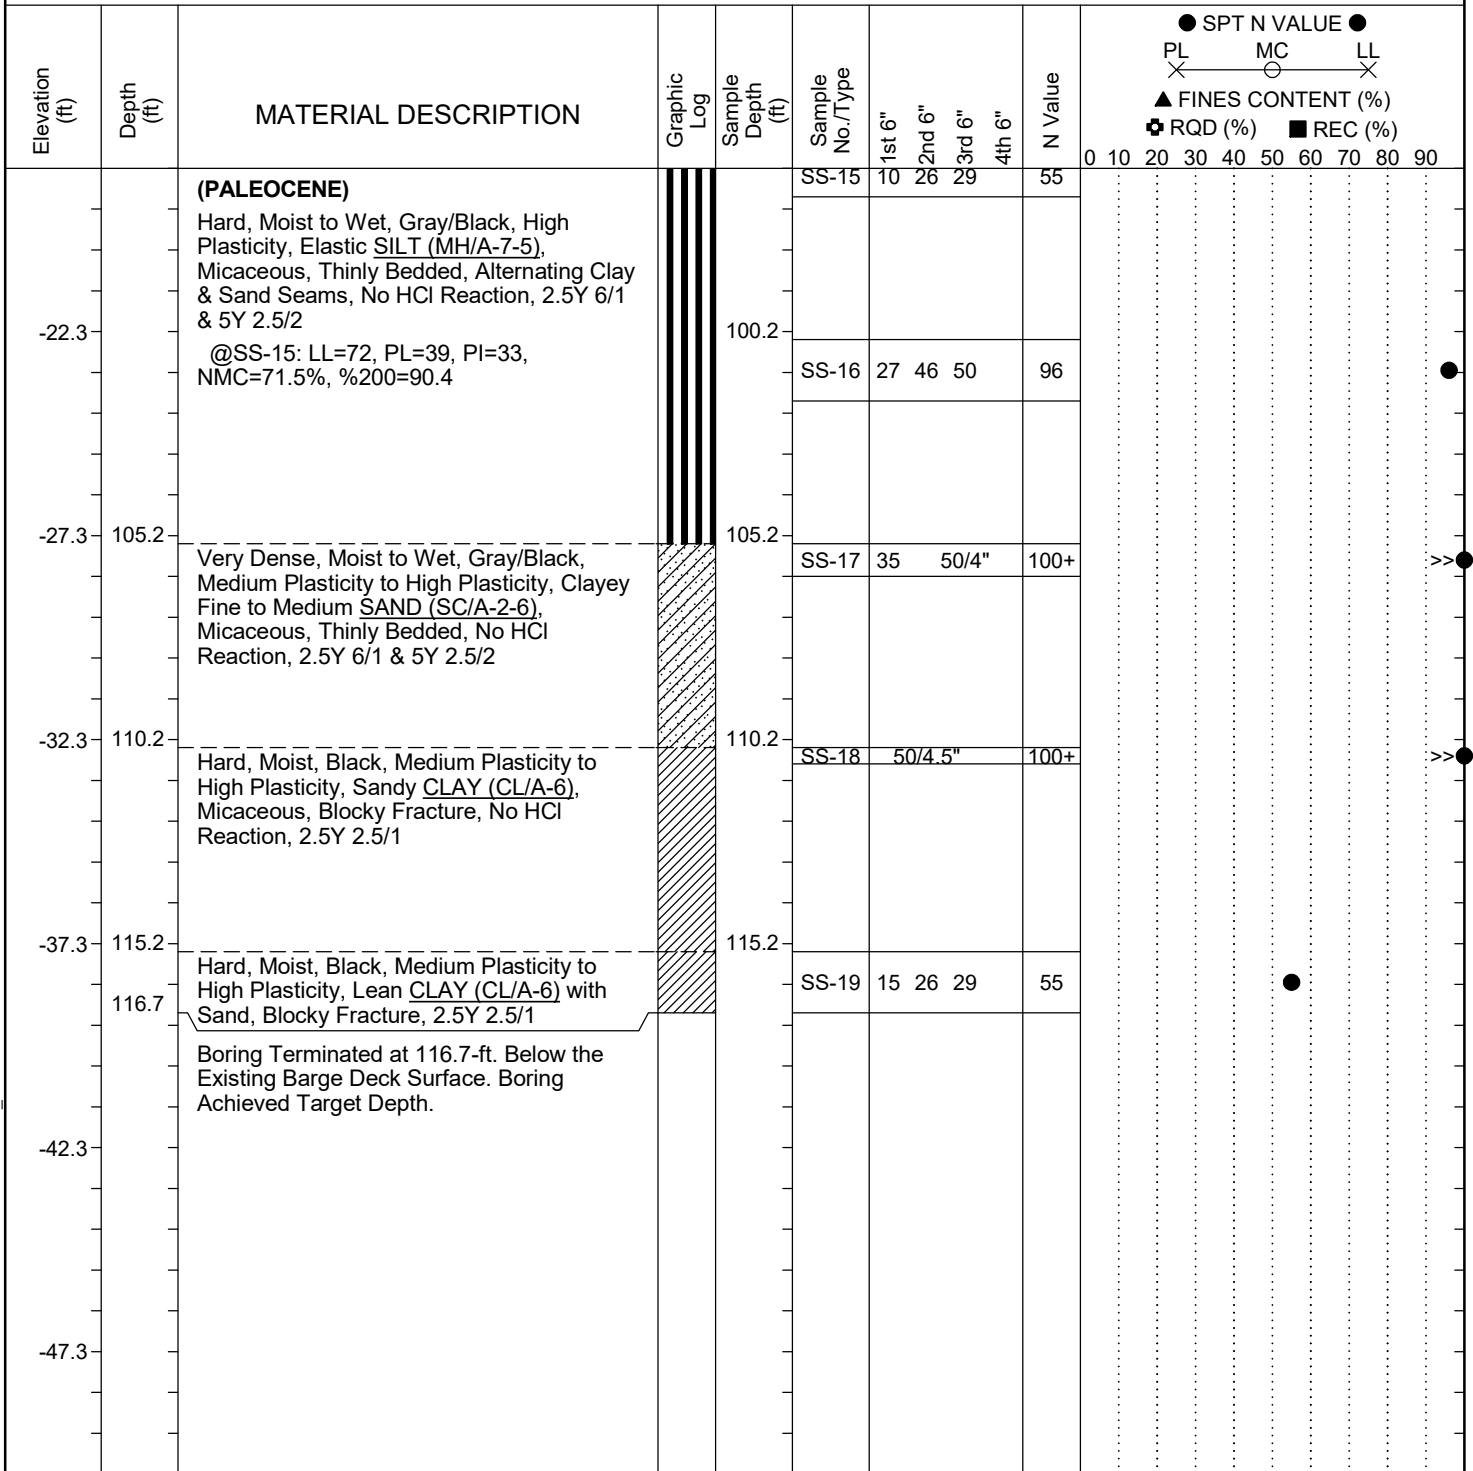 ● SPT N VALUE ●
PL MC LL
▲ FINES CONTENT (%)
RQD (%) ■ REC (%)
Elevation (ft)
Depth (ft)
MATERIAL DESCRIPTION
Graphic Log
Sample Depth (ft)
Sample No./Type
1st 6"
2nd 6"
3rd 6"
4th 6"
N Value
0 10 20 30 40 50 60 70 80 90
(PALEOCENE)
SS-15 10 26 29 55
Hard, Moist to Wet, Gray/Black, High
Plasticity, Elastic SILT (MH/A-7-5),
Micaceous, Thinly Bedded, Alternating Clay
& Sand Seams, No HCl Reaction, 2.5Y 6/1
& 5Y 2.5/2
-22.3 100.2
@SS-15: LL=72, PL=39, PI=33,
NMC=71.5%, %200=90.4
SS-16 27 46 50 96
-27.3 105.2 105.2
Very Dense, Moist to Wet, Gray/Black,
SS-17 35 50/4" 100+ >>
Medium Plasticity to High Plasticity, Clayey
Fine to Medium SAND (SC/A-2-6),
Micaceous, Thinly Bedded, No HCl
Reaction, 2.5Y 6/1 & 5Y 2.5/2
-32.3 110.2 110.2
SS-18 50/4.5" 100+ >>
Hard, Moist, Black, Medium Plasticity to
High Plasticity, Sandy CLAY (CL/A-6),
Micaceous, Blocky Fracture, No HCl
Reaction, 2.5Y 2.5/1
-37.3 115.2 115.2
Hard, Moist, Black, Medium Plasticity to
High Plasticity, Lean CLAY (CL/A-6) with
Sand, Blocky Fracture, 2.5Y 2.5/1
SS-19 15 26 29 55
116.7
Boring Terminated at 116.7-ft. Below the
Existing Barge Deck Surface. Boring
Achieved Target Depth.
-42.3
-47.3